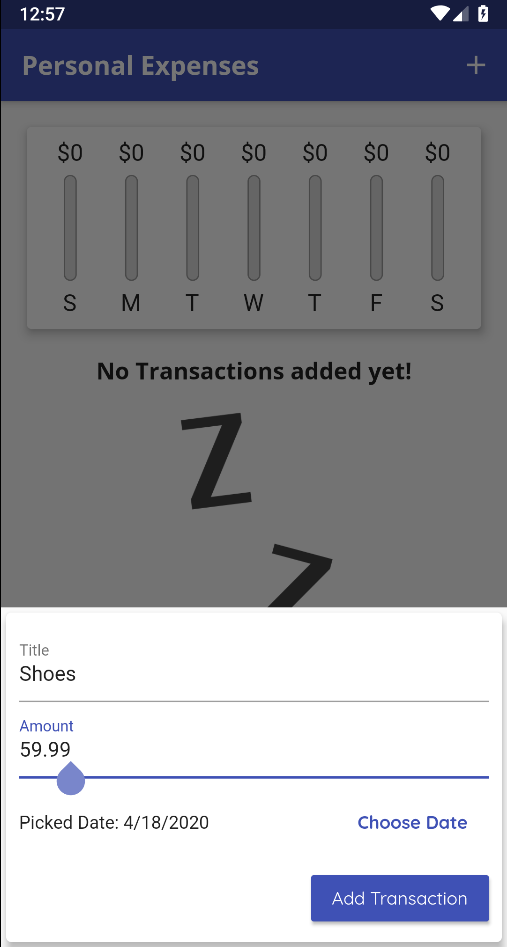 12:57
Personal Expenses +
$0 $0 $0 $0 $0 $0 $0
S M T W T F S
No Transactions added yet!
Z
Z
Title
Shoes
Amount
59.99
Picked Date: 4/18/2020 Choose Date
Add Transaction